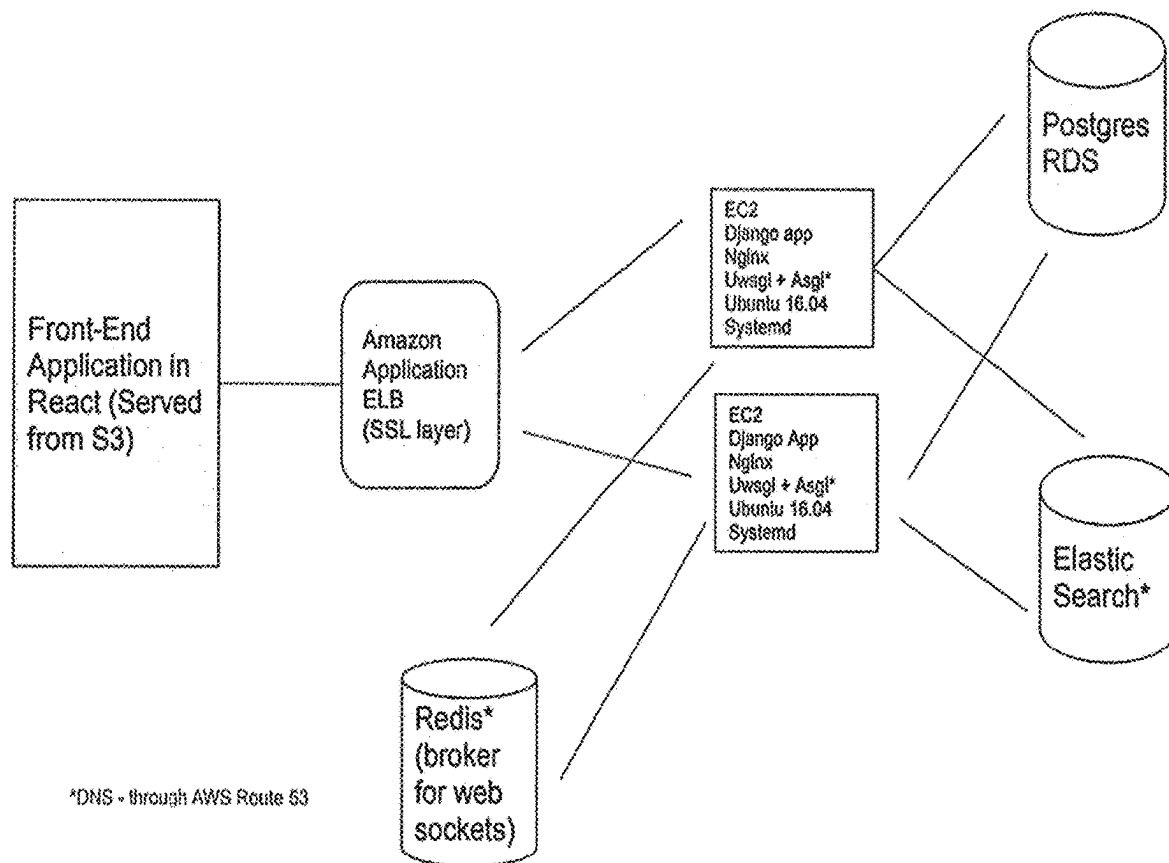 Front-End
Application in
React (Served
from S3)
Amazon
Application
ELB
(SSL layer)
EC2
Django app
Nginx
Uwsgi + Asgi*
Ubuntu 16.04
Systemd
EC2
Django App
Nginx
Uwsgi + Asgi*
Ubuntu 16.04
Systemd
Postgres
RDS
Elastic
Search*
Redis*
(broker
for web
sockets)
*DNS - through AWS Route 53